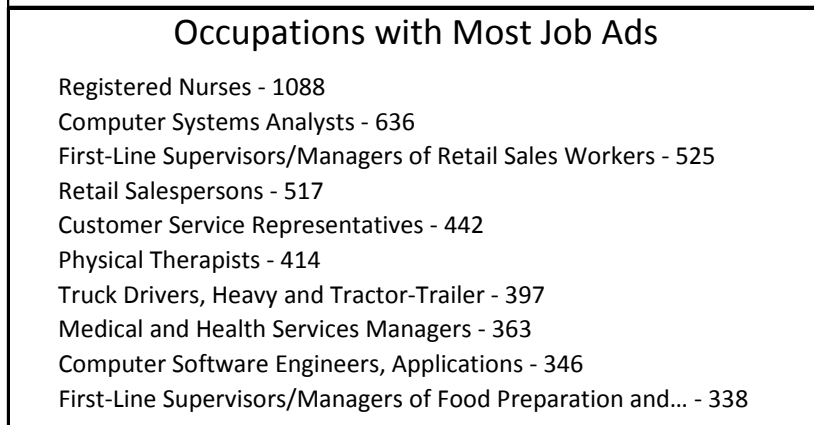 Occupations with Most Job Ads
Registered Nurses - 1088
Computer Systems Analysts - 636
First-Line Supervisors/Managers of Retail Sales Workers - 525
Retail Salespersons - 517
Customer Service Representatives - 442
Physical Therapists - 414
Truck Drivers, Heavy and Tractor-Trailer - 397
Medical and Health Services Managers - 363
Computer Software Engineers, Applications - 346
First-Line Supervisors/Managers of Food Preparation and… - 338